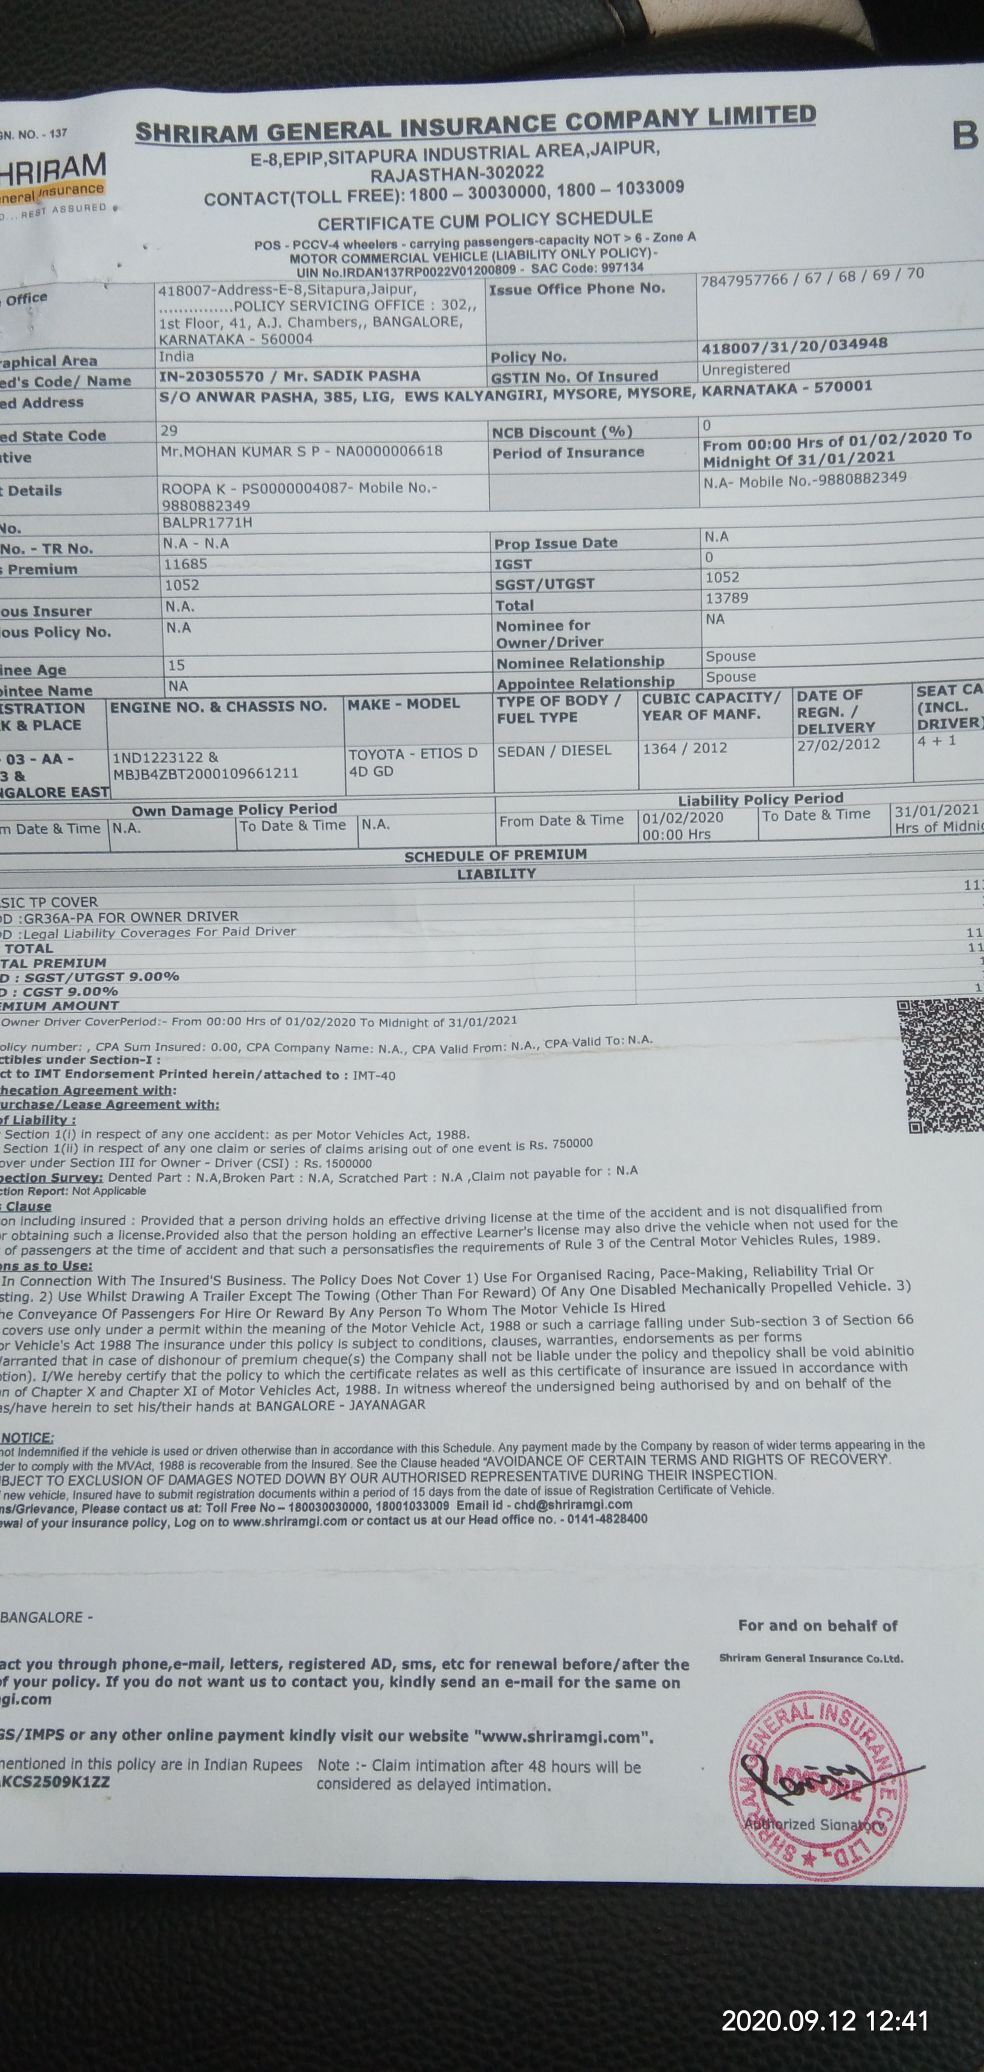 GN. NO. - 137
SHRIRAM GENERAL INSURANCE COMPANY LIMITED
B
HRIRAM
neral Insurance
... REST ASSURED
E-8,EPIP,SITAPURA INDUSTRIAL AREA,JAIPUR,
RAJASTHAN-302022
CONTACT(TOLL FREE): 1800 – 30030000, 1800 – 1033009
CERTIFICATE CUM POLICY SCHEDULE
POS - PCCV-4 wheelers - carrying passengers-capacity NOT > 6 - Zone A
MOTOR COMMERCIAL VEHICLE (LIABILITY ONLY POLICY)-
UIN No.IRDAN137RP0022V01200809 - SAC Code: 997134
Office 418007-Address-E-8,Sitapura,Jaipur, Issue Office Phone No. 7847957766 / 67 / 68 / 69 / 70
...............POLICY SERVICING OFFICE : 302,,
1st Floor, 41, A.J. Chambers,, BANGALORE,
KARNATAKA - 560004
raphical Area India Policy No. 418007/31/20/034948
ed's Code/ Name IN-20305570 / Mr. SADIK PASHA GSTIN No. Of Insured Unregistered
ed Address S/O ANWAR PASHA, 385, LIG, EWS KALYANGIRI, MYSORE, MYSORE, KARNATAKA - 570001
ed State Code 29 NCB Discount (%) 0
tive Mr.MOHAN KUMAR S P - NA0000006618 Period of Insurance From 00:00 Hrs of 01/02/2020 To
Midnight Of 31/01/2021
t Details ROOPA K - PS0000004087- Mobile No.- N.A- Mobile No.-9880882349
9880882349
No. BALPR1771H
No. - TR No. N.A - N.A Prop Issue Date N.A
s Premium 11685 IGST 0
1052 SGST/UTGST 1052
ous Insurer N.A. Total 13789
ious Policy No. N.A Nominee for NA
Owner/Driver
inee Age 15 Nominee Relationship Spouse
ointee Name NA Appointee Relationship Spouse
ISTRATION ENGINE NO. & CHASSIS NO. MAKE - MODEL TYPE OF BODY / CUBIC CAPACITY/ DATE OF SEAT CA
K & PLACE FUEL TYPE YEAR OF MANF. REGN. / (INCL.
DELIVERY DRIVER)
03 - AA - 1ND1223122 & TOYOTA - ETIOS D SEDAN / DIESEL 1364 / 2012 27/02/2012 4 + 1
3 & MBJB4ZBT2000109661211 4D GD
NGALORE EAST
Own Damage Policy Period Liability Policy Period
m Date & Time N.A. To Date & Time N.A. From Date & Time 01/02/2020 To Date & Time 31/01/2021
00:00 Hrs Hrs of Midni
SCHEDULE OF PREMIUM
LIABILITY
SIC TP COVER 11
DD :GR36A-PA FOR OWNER DRIVER
DD :Legal Liability Coverages For Paid Driver
TOTAL 11
TAL PREMIUM 11
D : SGST/UTGST 9.00% 1
D : CGST 9.00%
EMIUM AMOUNT 1
Owner Driver CoverPeriod:- From 00:00 Hrs of 01/02/2020 To Midnight of 31/01/2021
olicy number: , CPA Sum Insured: 0.00, CPA Company Name: N.A., CPA Valid From: N.A., CPA Valid To: N.A.
ctibles under Section-I :
ct to IMT Endorsement Printed herein/attached to : IMT-40
hecation Agreement with:
urchase/Lease Agreement with:
of Liability :
Section 1(i) in respect of any one accident: as per Motor Vehicles Act, 1988.
Section 1(ii) in respect of any one claim or series of claims arising out of one event is Rs. 750000
over under Section III for Owner - Driver (CSI) : Rs. 1500000
pection Survey: Dented Part : N.A,Broken Part : N.A, Scratched Part : N.A ,Claim not payable for : N.A
ction Report: Not Applicable
s Clause
on including insured : Provided that a person driving holds an effective driving license at the time of the accident and is not disqualified from
r obtaining such a license.Provided also that the person holding an effective Learner's license may also drive the vehicle when not used for the
of passengers at the time of accident and that such a personsatisfies the requirements of Rule 3 of the Central Motor Vehicles Rules, 1989.
ons as to Use:
In Connection With The Insured'S Business. The Policy Does Not Cover 1) Use For Organised Racing, Pace-Making, Reliability Trial Or
sting. 2) Use Whilst Drawing A Trailer Except The Towing (Other Than For Reward) Of Any One Disabled Mechanically Propelled Vehicle. 3)
he Conveyance Of Passengers For Hire Or Reward By Any Person To Whom The Motor Vehicle Is Hired
covers use only under a permit within the meaning of the Motor Vehicle Act, 1988 or such a carriage falling under Sub-section 3 of Section 66
or Vehicle's Act 1988 The insurance under this policy is subject to conditions, clauses, warranties, endorsements as per forms
Warranted that in case of dishonour of premium cheque(s) the Company shall not be liable under the policy and thepolicy shall be void abinitio
ption). I/We hereby certify that the policy to which the certificate relates as well as this certificate of insurance are issued in accordance with
n of Chapter X and Chapter XI of Motor Vehicles Act, 1988. In witness whereof the undersigned being authorised by and on behalf of the
as/have herein to set his/their hands at BANGALORE - JAYANAGAR
NOTICE:
not Indemnified if the vehicle is used or driven otherwise than in accordance with this Schedule. Any payment made by the Company by reason of wider terms appearing in the
der to comply with the MVAct, 1988 is recoverable from the Insured. See the Clause headed "AVOIDANCE OF CERTAIN TERMS AND RIGHTS OF RECOVERY'.
BJECT TO EXCLUSION OF DAMAGES NOTED DOWN BY OUR AUTHORISED REPRESENTATIVE DURING THEIR INSPECTION.
new vehicle, Insured have to submit registration documents within a period of 15 days from the date of issue of Registration Certificate of Vehicle.
ns/Grievance, Please contact us at: Toll Free No – 180030030000, 18001033009 Email id - chd@shriramgi.com
ewal of your insurance policy, Log on to www.shriramgi.com or contact us at our Head office no. - 0141-4828400
BANGALORE -
For and on behalf of
Shriram General Insurance Co.Ltd.
act you through phone,e-mail, letters, registered AD, sms, etc for renewal before/after the
of your policy. If you do not want us to contact you, kindly send an e-mail for the same on
gi.com
GS/IMPS or any other online payment kindly visit our website "www.shriramgi.com".
nentioned in this policy are in Indian Rupees Note :- Claim intimation after 48 hours will be
KCS2509K1ZZ considered as delayed intimation.
SHRIRAM GENERAL INSURANCE CO. LTD.
MYSORE
Authorized Signatory
2020.09.12 12:41